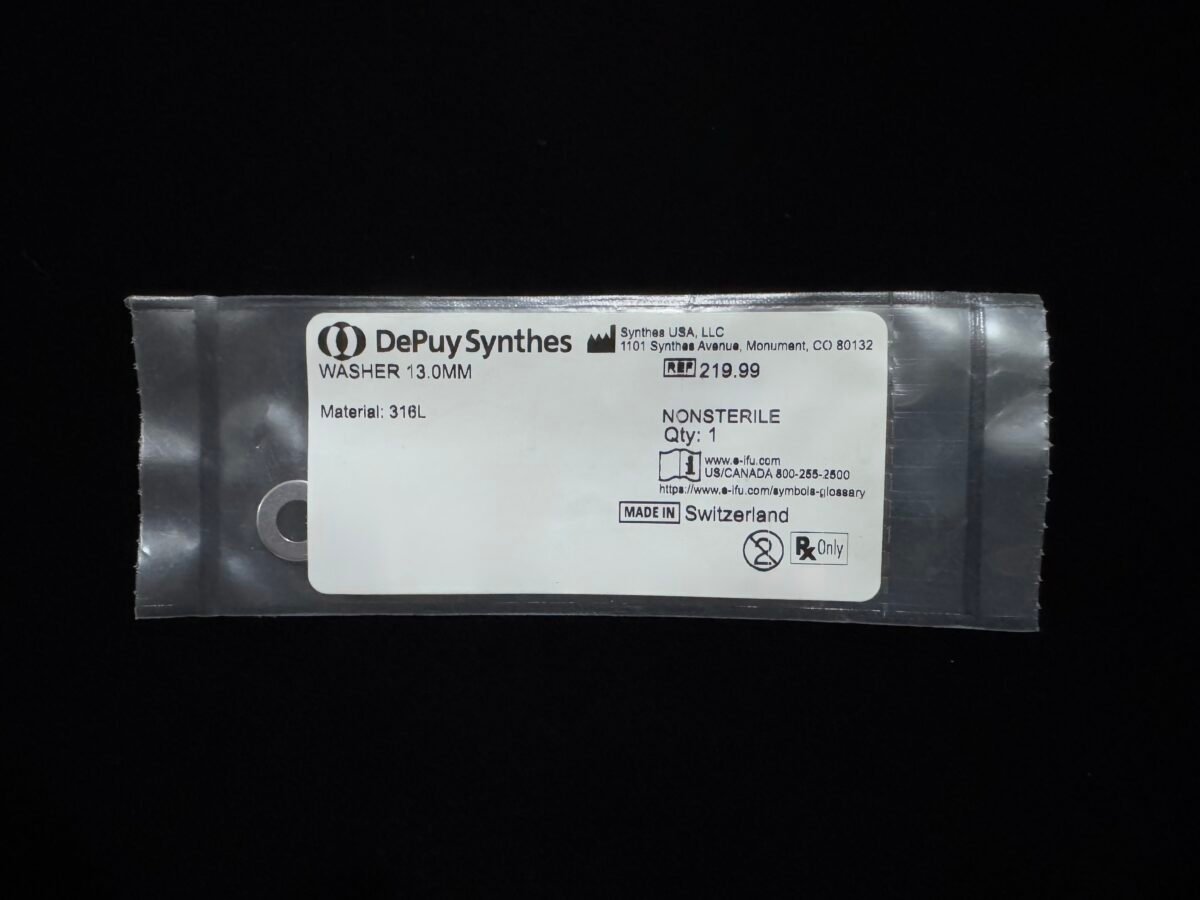 DePuy Synthes
Synthes USA, LLC
1101 Synthes Avenue, Monument, CO 80132
WASHER 13.0MM
REF 219.99
Material: 316L
NONSTERILE
Qty: 1
www.e-ifu.com
US/CANADA 800-255-2500
https://www.e-ifu.com/symbols-glossary
MADE IN Switzerland
2
Rx Only